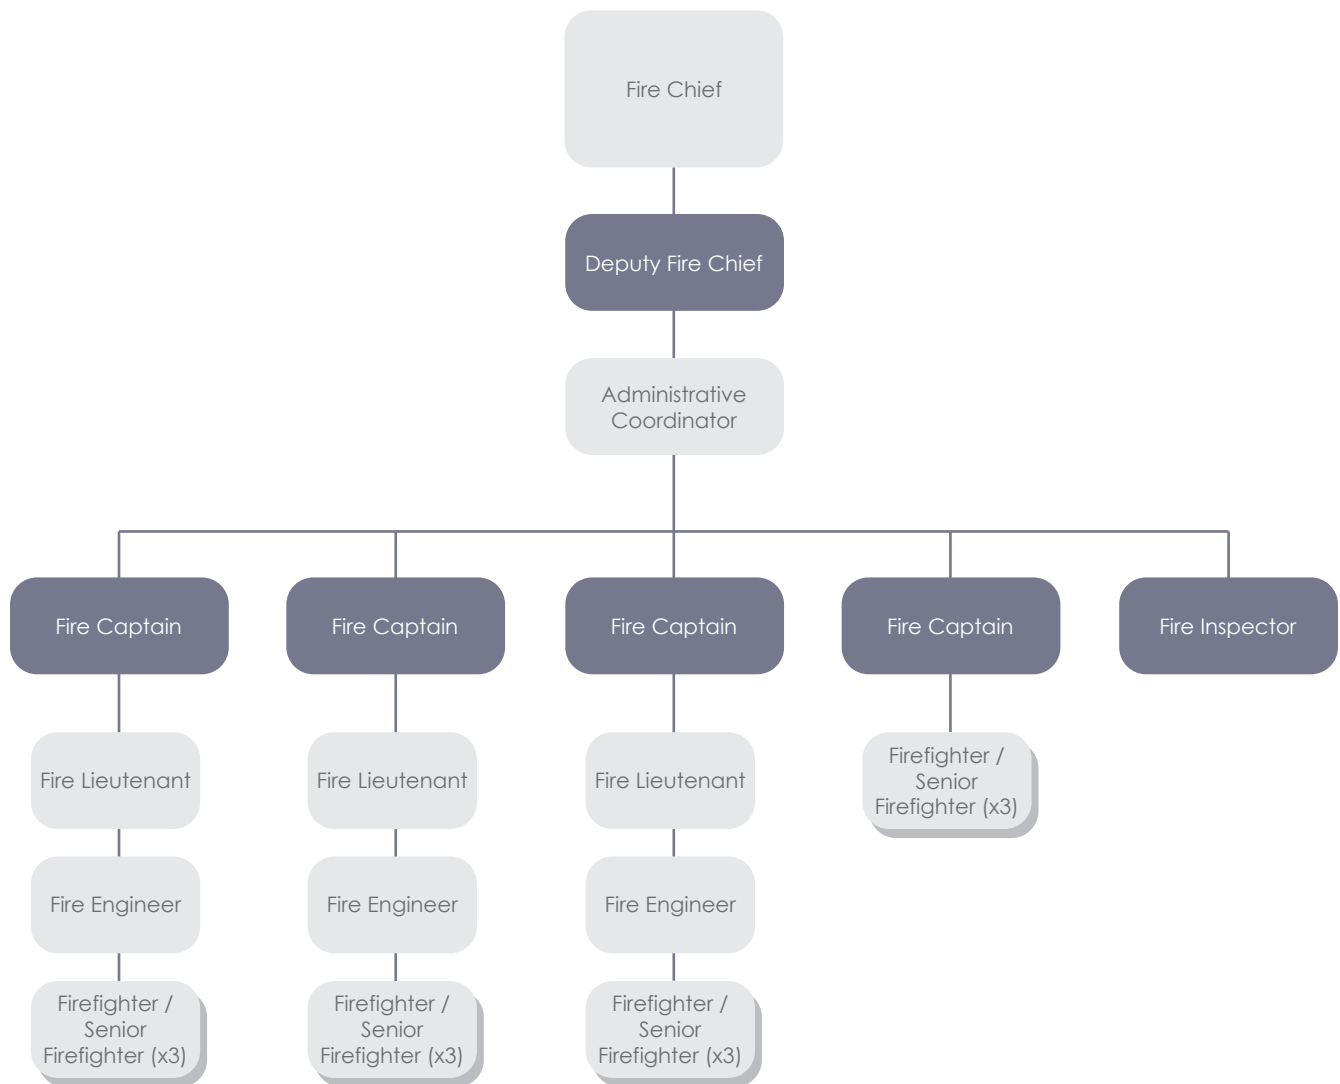 Fire Chief
Deputy Fire Chief
Administrative
Coordinator
Fire Captain
Fire Captain
Fire Captain
Fire Captain
Fire Inspector
Fire Lieutenant
Fire Lieutenant
Fire Lieutenant
Firefighter /
Senior
Firefighter (x3)
Fire Engineer
Fire Engineer
Fire Engineer
Firefighter /
Senior
Firefighter (x3)
Firefighter /
Senior
Firefighter (x3)
Firefighter /
Senior
Firefighter (x3)